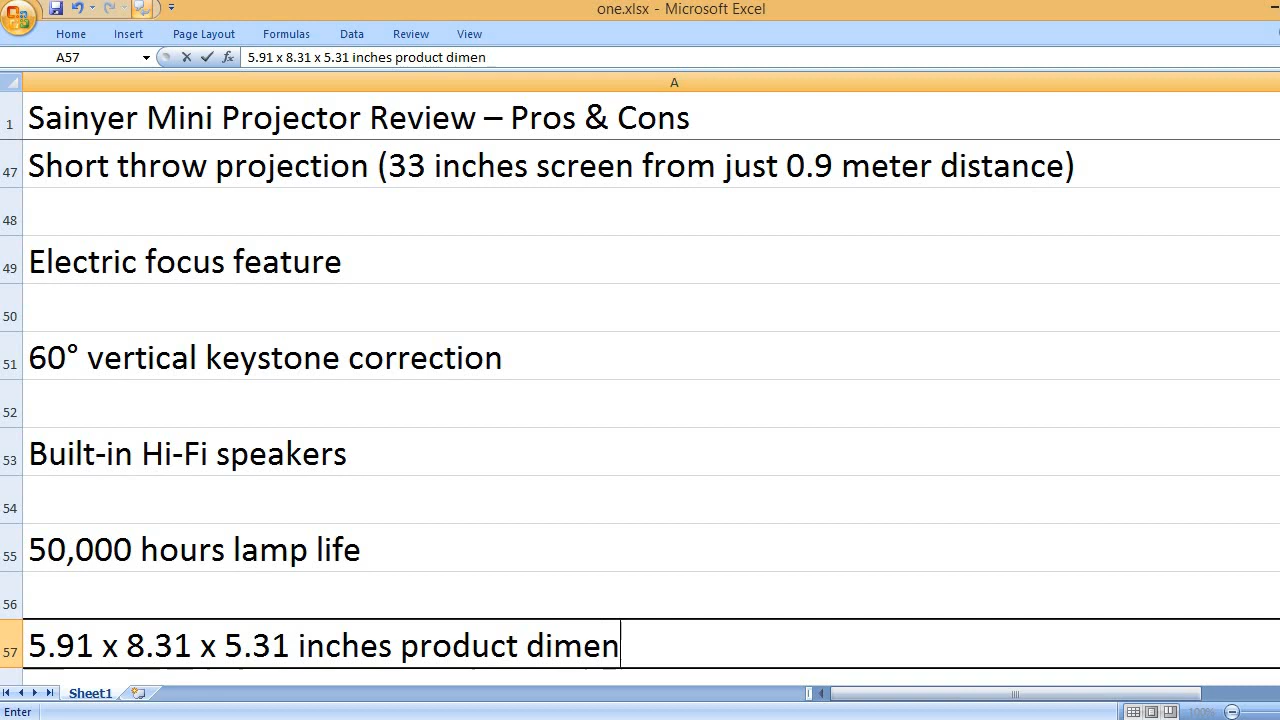 one.xlsx - Microsoft Excel
Home Insert Page Layout Formulas Data Review View
A57 fx 5.91 x 8.31 x 5.31 inches product dimen
A
1 Sainyer Mini Projector Review – Pros & Cons
47 Short throw projection (33 inches screen from just 0.9 meter distance)
48
49 Electric focus feature
50
51 60° vertical keystone correction
52
53 Built-in Hi-Fi speakers
54
55 50,000 hours lamp life
56
57 5.91 x 8.31 x 5.31 inches product dimen
Sheet1
Enter 100%